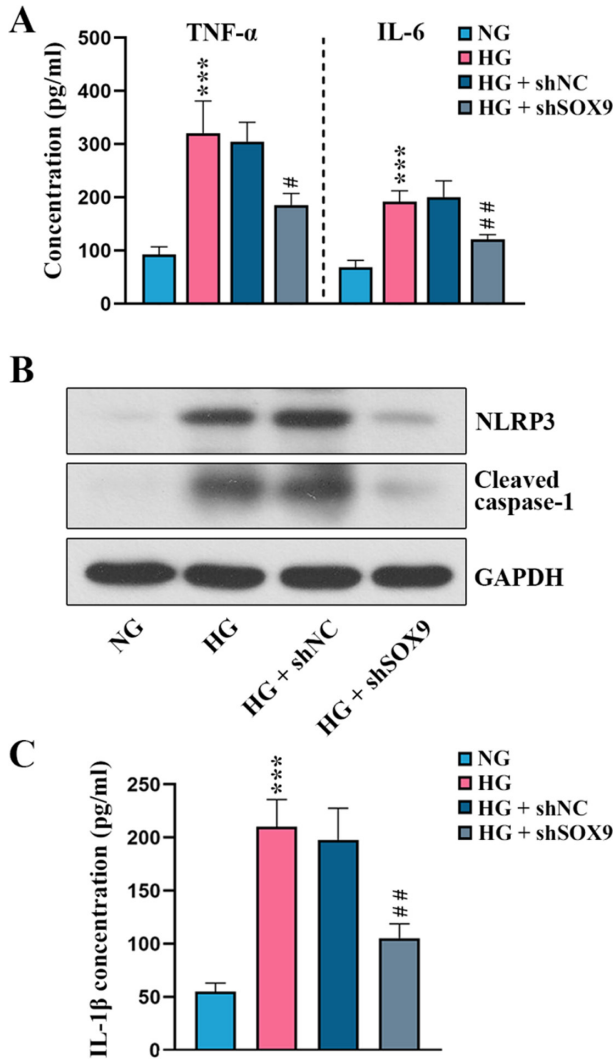 A
TNF-α
IL-6
NG
HG
HG + shNC
HG + shSOX9
Concentration (pg/ml)
500
400
300
200
100
0
***
#
***
##
B
NLRP3
Cleaved
caspase-1
GAPDH
NG
HG
HG + shNC
HG + shSOX9
C
NG
HG
HG + shNC
HG + shSOX9
IL-1β concentration (pg/ml)
250
200
150
100
50
0
***
##